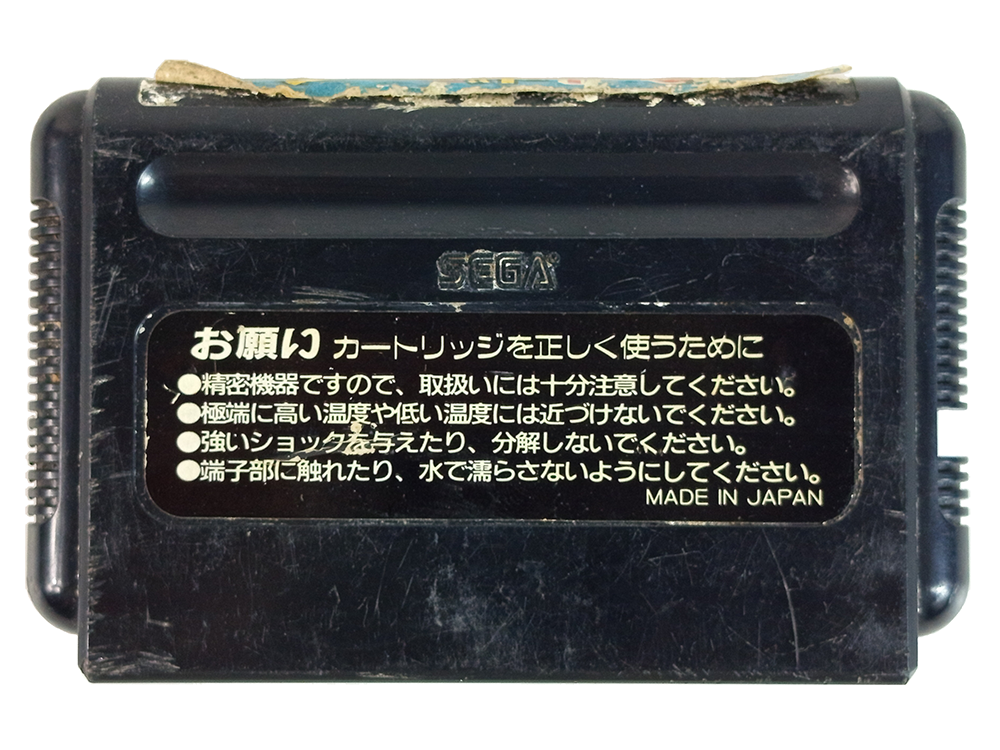 SEGA
お願い カートリッジを正しく使うために
●精密機器ですので、取扱いには十分注意してください。
●極端に高い温度や低い温度には近づけないでください。
●強いショックを与えたり、分解しないでください。
●端子部に触れたり、水で濡らさないようにしてください。
MADE IN JAPAN